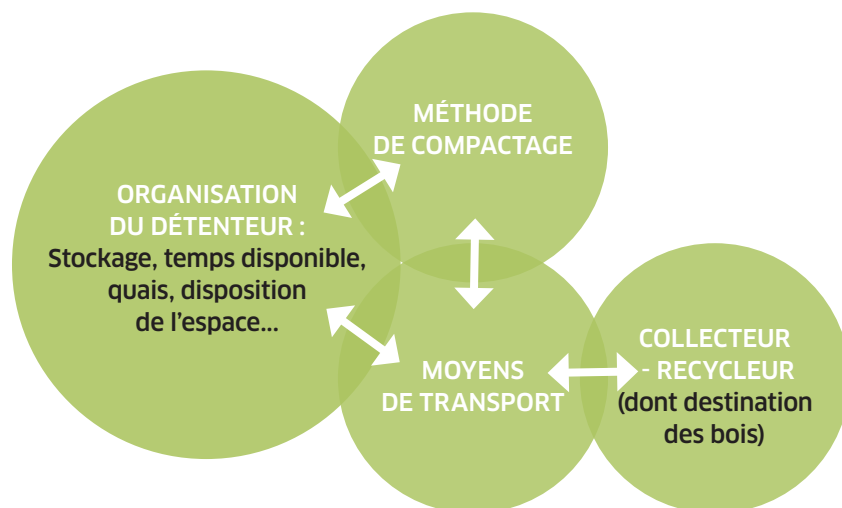 MÉTHODE
DE COMPACTAGE
ORGANISATION
DU DÉTENTEUR :
Stockage, temps disponible,
quais, disposition
de l’espace...
MOYENS
DE TRANSPORT
COLLECTEUR
- RECYCLEUR
(dont destination
des bois)